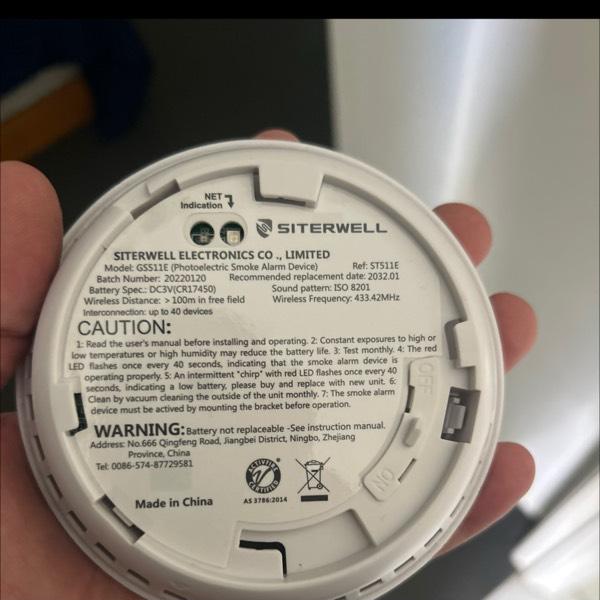 NET
Indication
SITERWELL
SITERWELL ELECTRONICS CO ., LIMITED
Model: GS511E (Photoelectric Smoke Alarm Device) Ref: ST511E
Batch Number: 20220120 Recommended replacement date: 2032.01
Battery Spec.: DC3V(CR17450) Sound pattern: ISO 8201
Wireless Distance: > 100m in free field Wireless Frequency: 433.42MHz
Interconnection: up to 40 devices
CAUTION:
1: Read the user's manual before installing and operating. 2: Constant exposures to high or
low temperatures or high humidity may reduce the battery life. 3: Test monthly. 4: The red
LED flashes once every 40 seconds, indicating that the smoke alarm device is
operating properly. 5: An intermittent "chirp" with red LED flashes once every 40
seconds, indicating a low battery, please buy and replace with new unit. 6:
Clean by vacuum cleaning the outside of the unit monthly. 7: The smoke alarm
device must be actived by mounting the bracket before operation.
WARNING: Battery not replaceable -See instruction manual.
Address: No.666 Qingfeng Road, Jiangbei District, Ningbo, Zhejiang
Province, China
Tel: 0086-574-87729581
ACTIVFIRE
CERTIFIED
AS 3786:2014
Made in China
OFF
ON